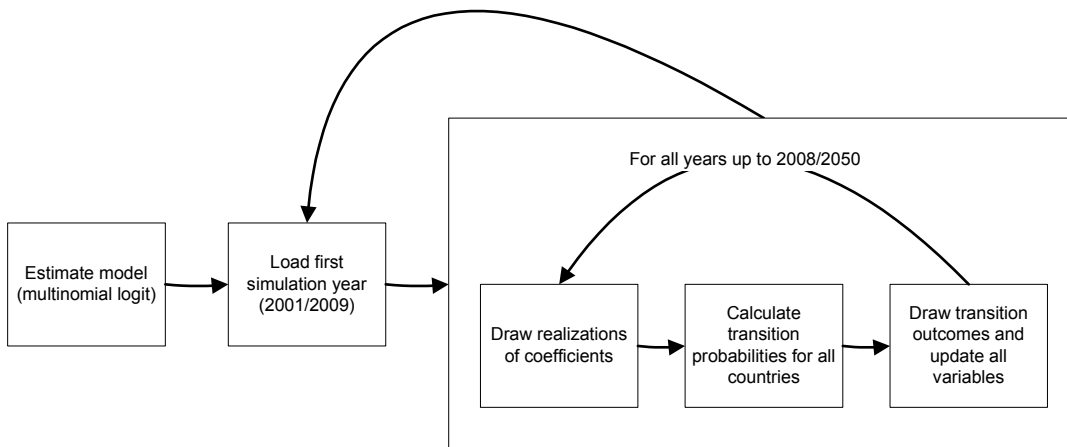 For all years up to 2008/2050
Estimate model
(multinomial logit)
Load first
simulation year
(2001/2009)
Draw realizations
of coefficients
Calculate
transition
probabilities for all
countries
Draw transition
outcomes and
update all
variables